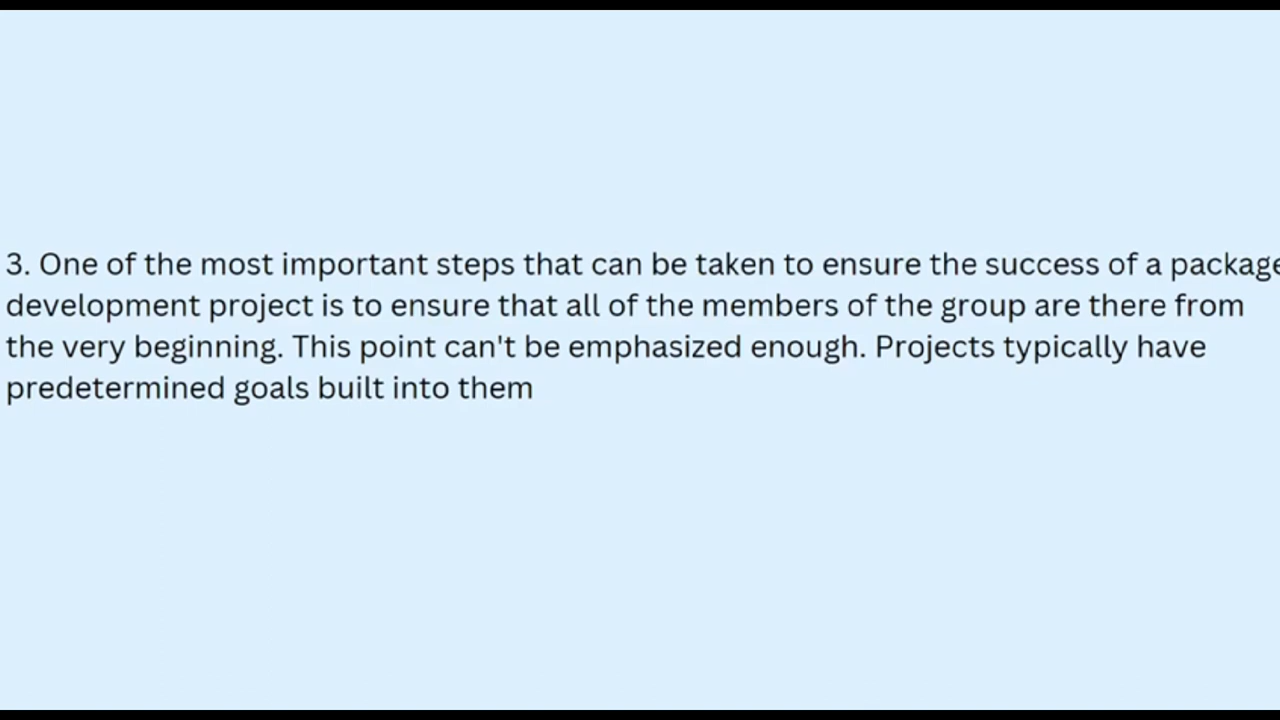 3. One of the most important steps that can be taken to ensure the success of a package
development project is to ensure that all of the members of the group are there from
the very beginning. This point can't be emphasized enough. Projects typically have
predetermined goals built into them